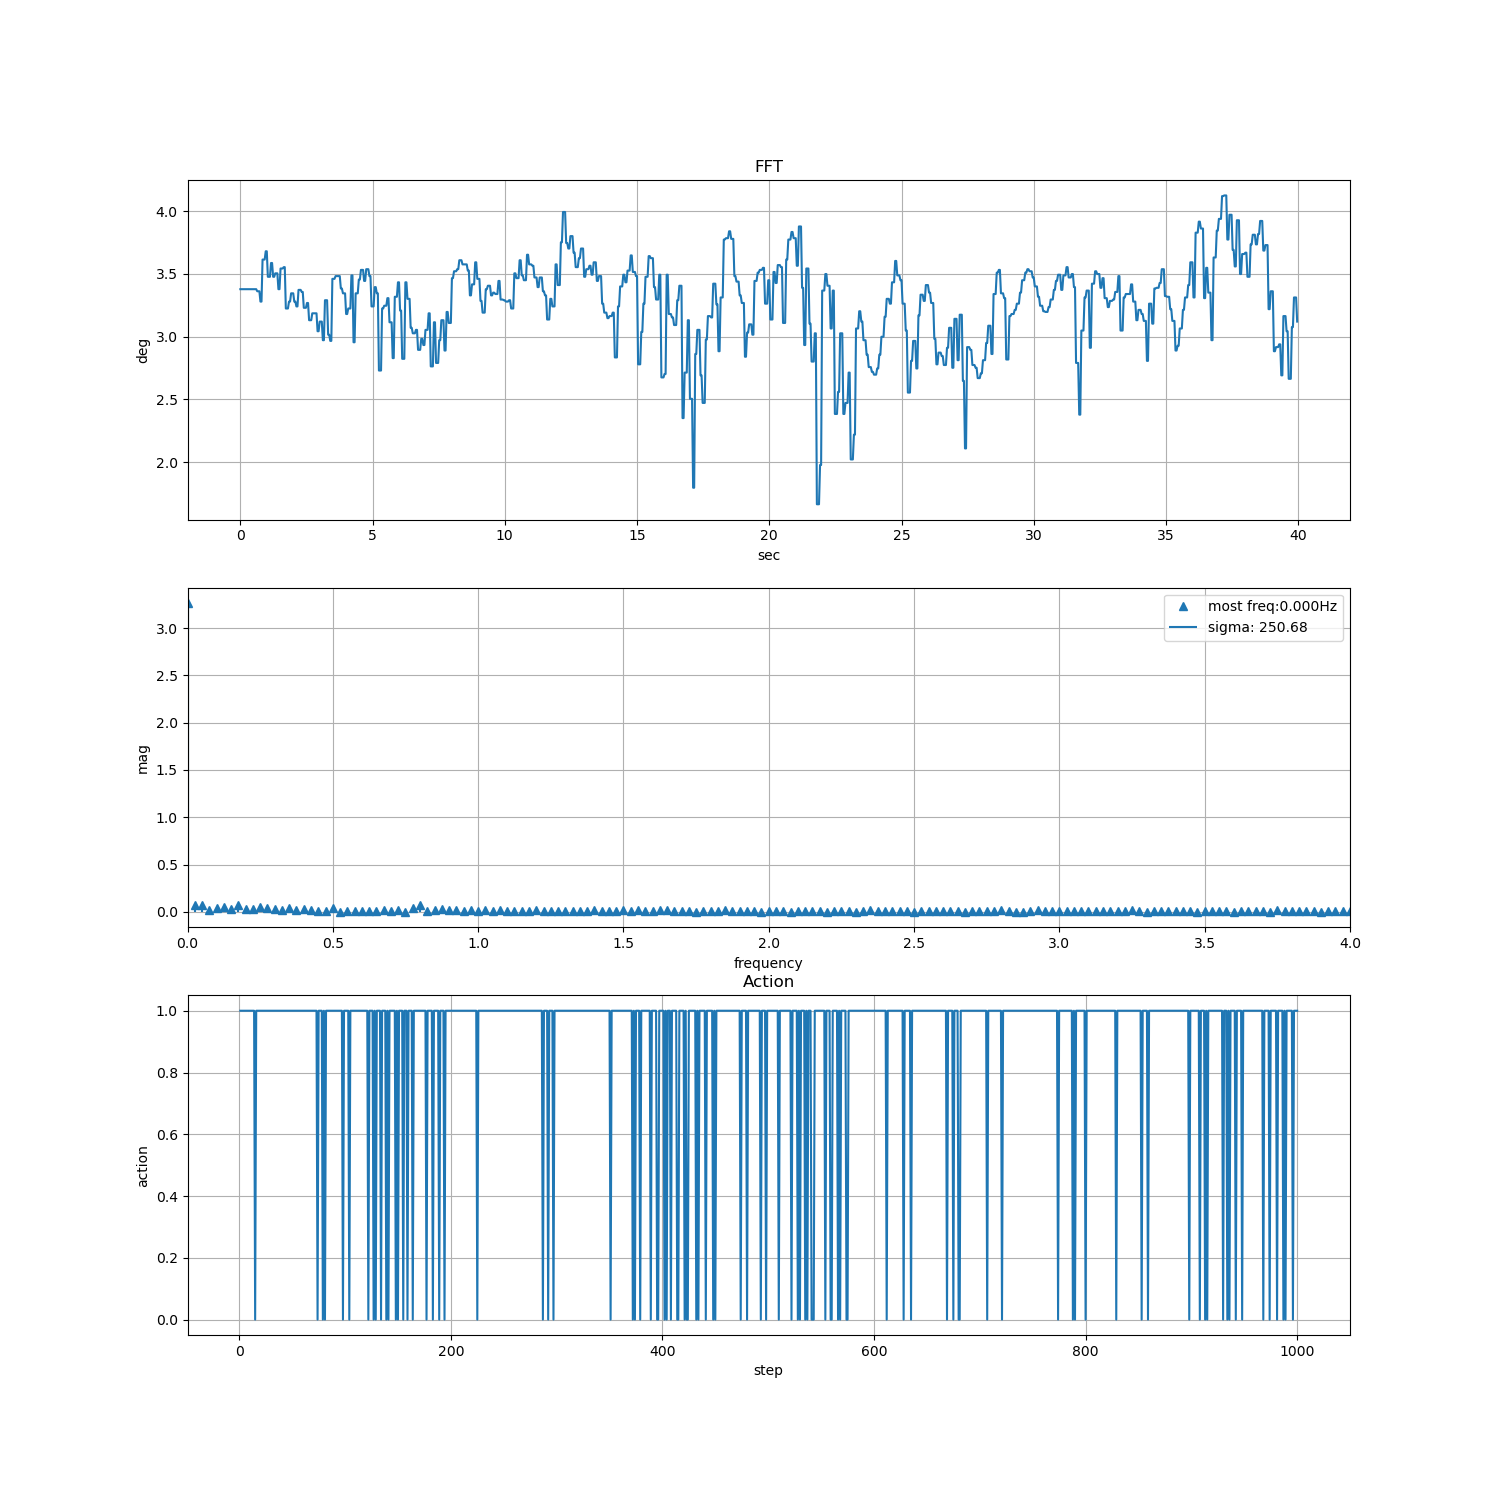 FFT
4.0
3.5
3.0
2.5
2.0
deg
0 5 10 15 20 25 30 35 40
sec
most freq:0.000Hz
sigma: 250.68
3.0
2.5
2.0
1.5
1.0
0.5
0.0
mag
0.0 0.5 1.0 1.5 2.0 2.5 3.0 3.5 4.0
frequency
Action
1.0
0.8
0.6
0.4
0.2
0.0
action
0 200 400 600 800 1000
step